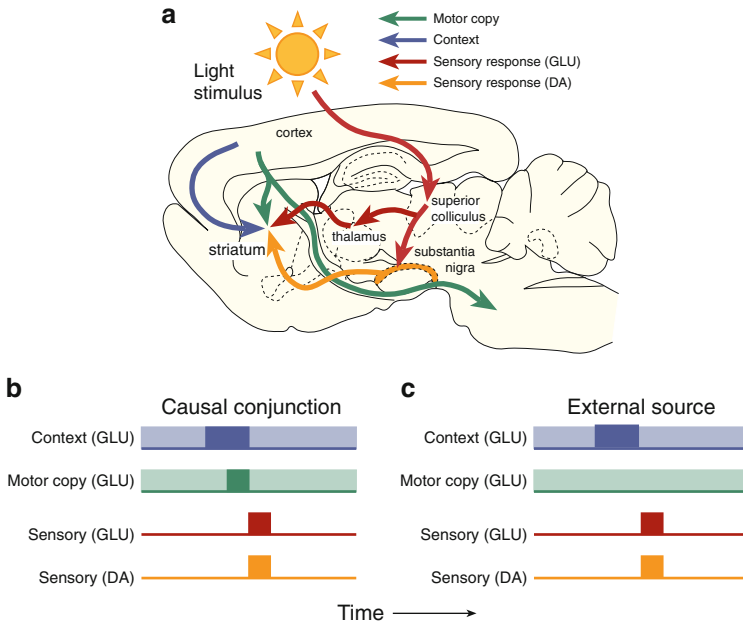 a
Motor copy
Context
Sensory response (GLU)
Sensory response (DA)
Light
stimulus
cortex
superior
colliculus
thalamus
striatum
substantia
nigra
b
Causal conjunction
Context (GLU)
Motor copy (GLU)
Sensory (GLU)
Sensory (DA)
c
External source
Context (GLU)
Motor copy (GLU)
Sensory (GLU)
Sensory (DA)
Time